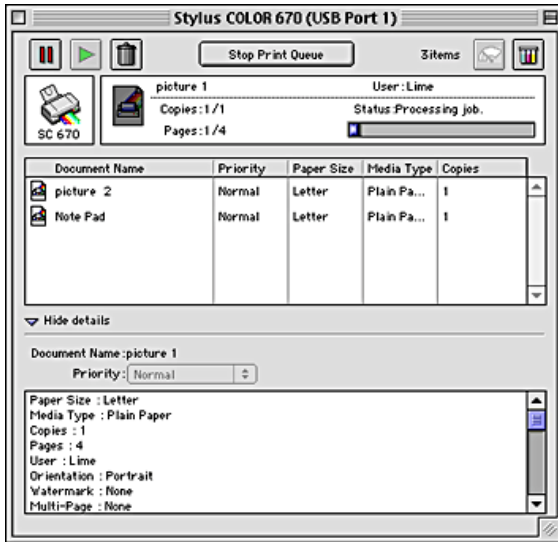 Stylus COLOR 670 (USB Port 1)
Stop Print Queue
3items
SC 670
picture 1
User:Lime
Copies:1/1
Status:Processing job.
Pages:1/4
Document Name Priority Paper Size Media Type Copies
picture 2 Normal Letter Plain Pa... 1
Note Pad Normal Letter Plain Pa... 1
Hide details
Document Name:picture 1
Priority: Normal
Paper Size : Letter
Media Type : Plain Paper
Copies : 1
Pages : 4
User : Lime
Orientation : Portrait
Watermark : None
Multi-Page : None